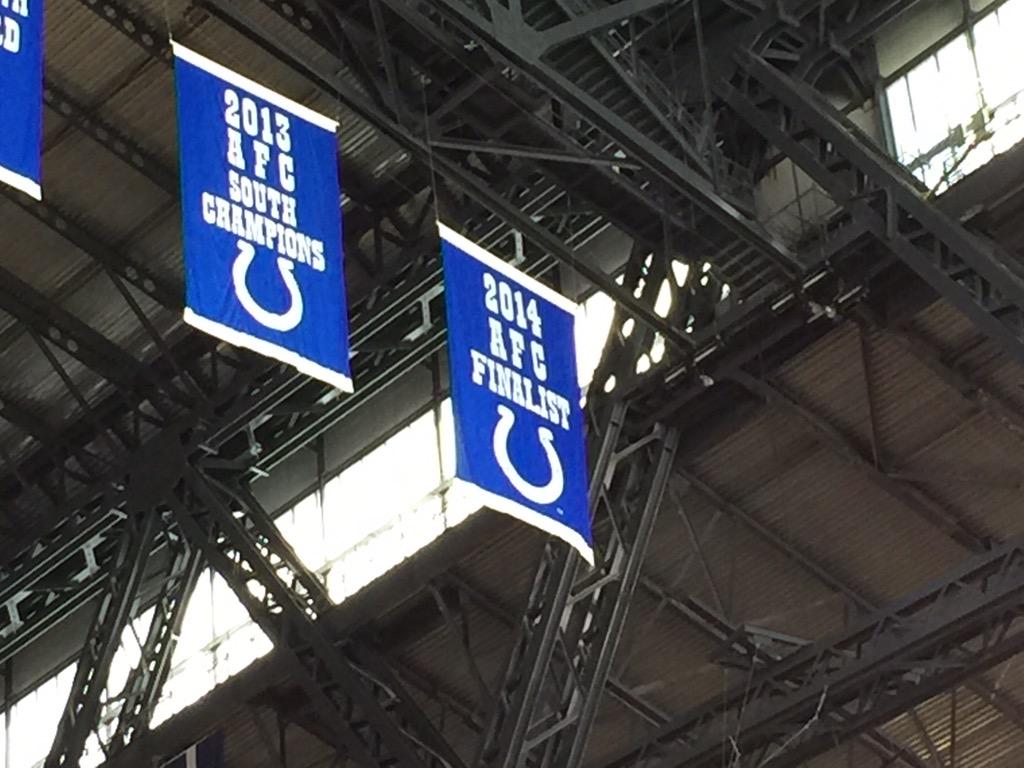 2013
AFC
SOUTH
CHAMPIONS
2014
AFC
FINALIST